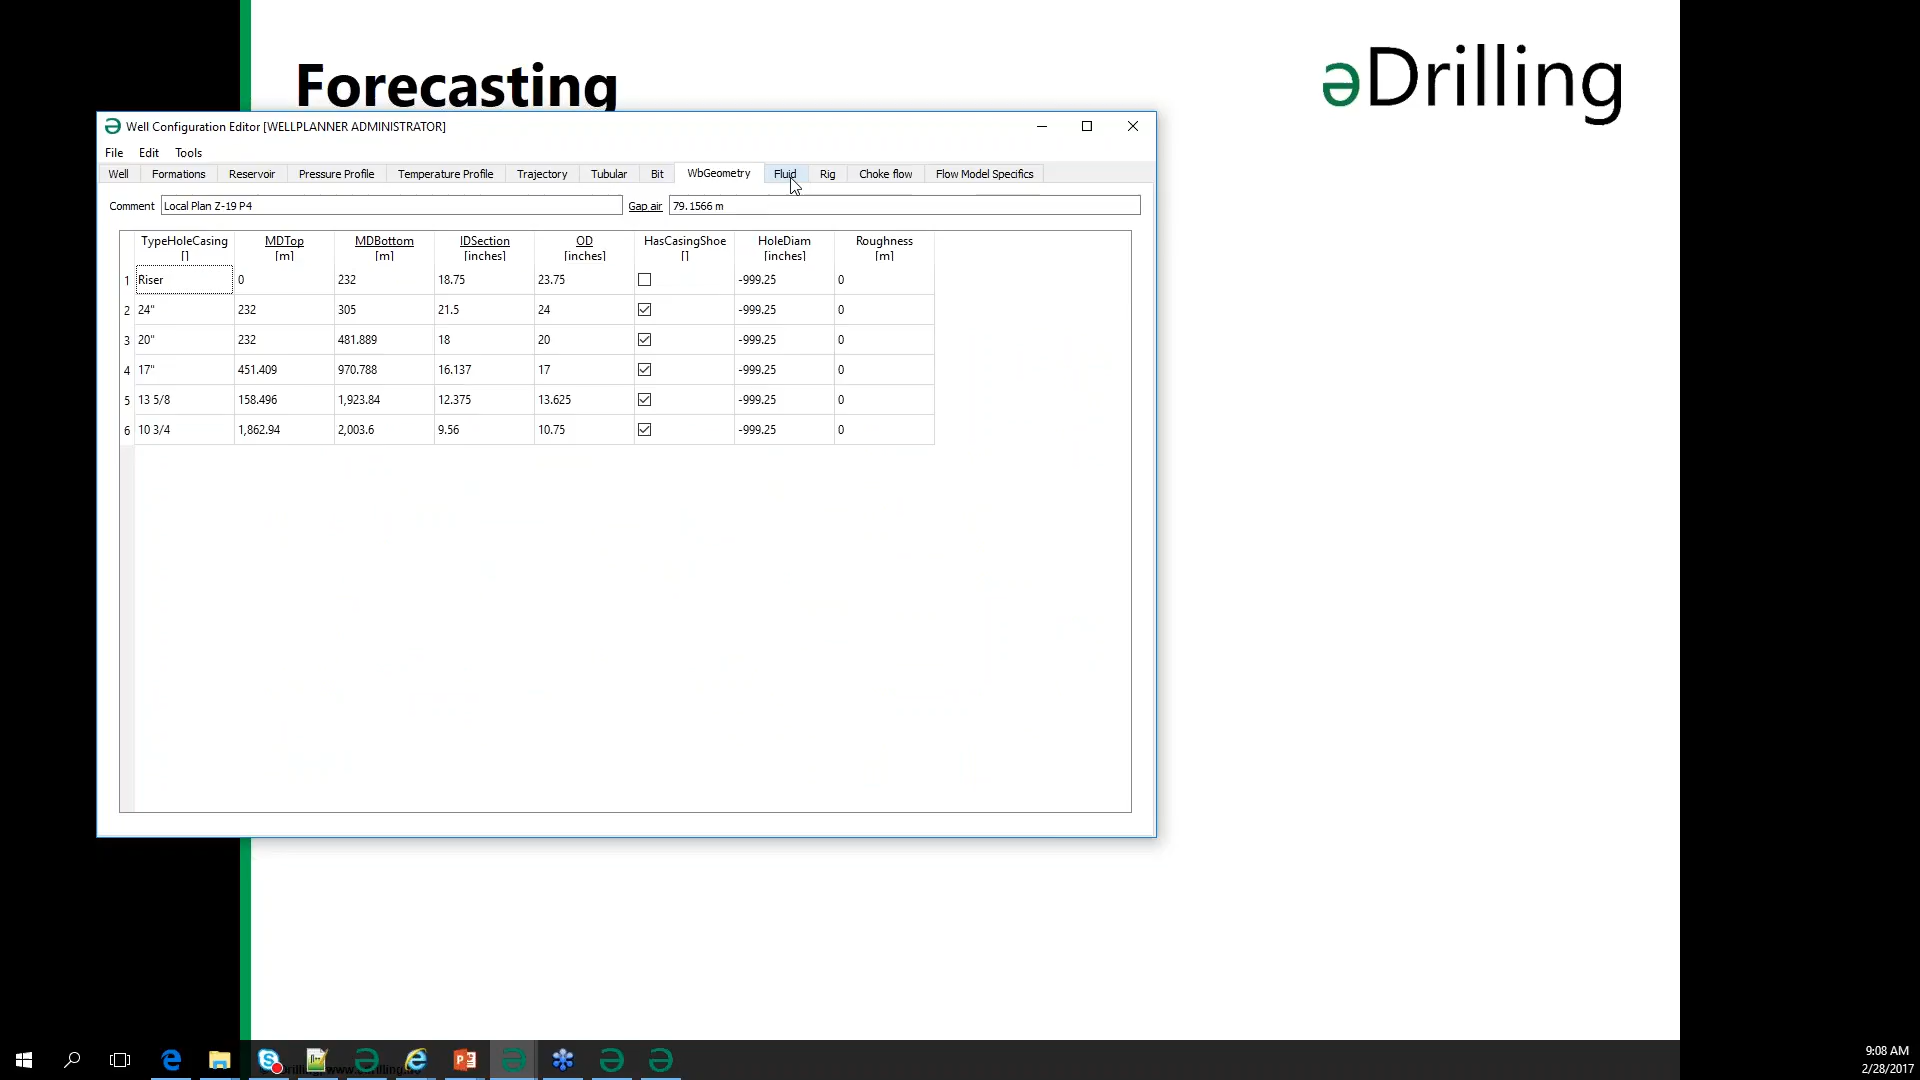 Forecasting
əDrilling
Well Configuration Editor [WELLPLANNER ADMINISTRATOR]
File Edit Tools
Well Formations Reservoir Pressure Profile Temperature Profile Trajectory Tubular Bit WbGeometry Fluid Rig Choke flow Flow Model Specifics
Comment Local Plan Z-19 P4 Gap air 79.1566 m
TypeHoleCasing MDTop MDBottom IDSection OD HasCasingShoe HoleDiam Roughness
[] [m] [m] [inches] [inches] [] [inches] [m]
1 Riser 0 232 18.75 23.75 -999.25 0
2 24" 232 305 21.5 24 -999.25 0
3 20" 232 481.889 18 20 -999.25 0
4 17" 451.409 970.788 16.137 17 -999.25 0
5 13 5/8 158.496 1,923.84 12.375 13.625 -999.25 0
6 10 3/4 1,862.94 2,003.6 9.56 10.75 -999.25 0
9:08 AM
2/28/2017